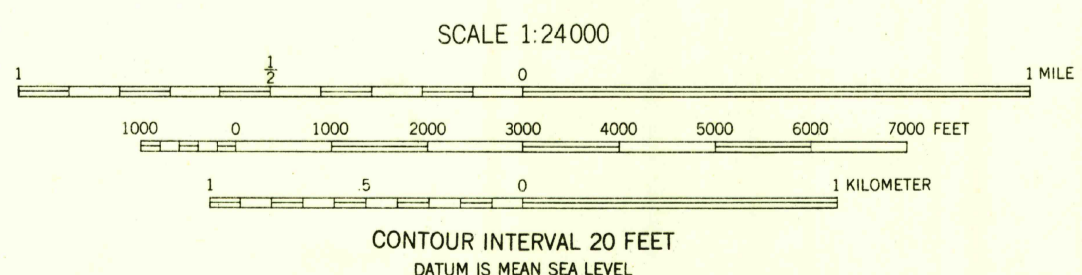 SCALE 1:24000
1 1/2 0 1 MILE
1000 0 1000 2000 3000 4000 5000 6000 7000 FEET
1 .5 0 1 KILOMETER
CONTOUR INTERVAL 20 FEET
DATUM IS MEAN SEA LEVEL